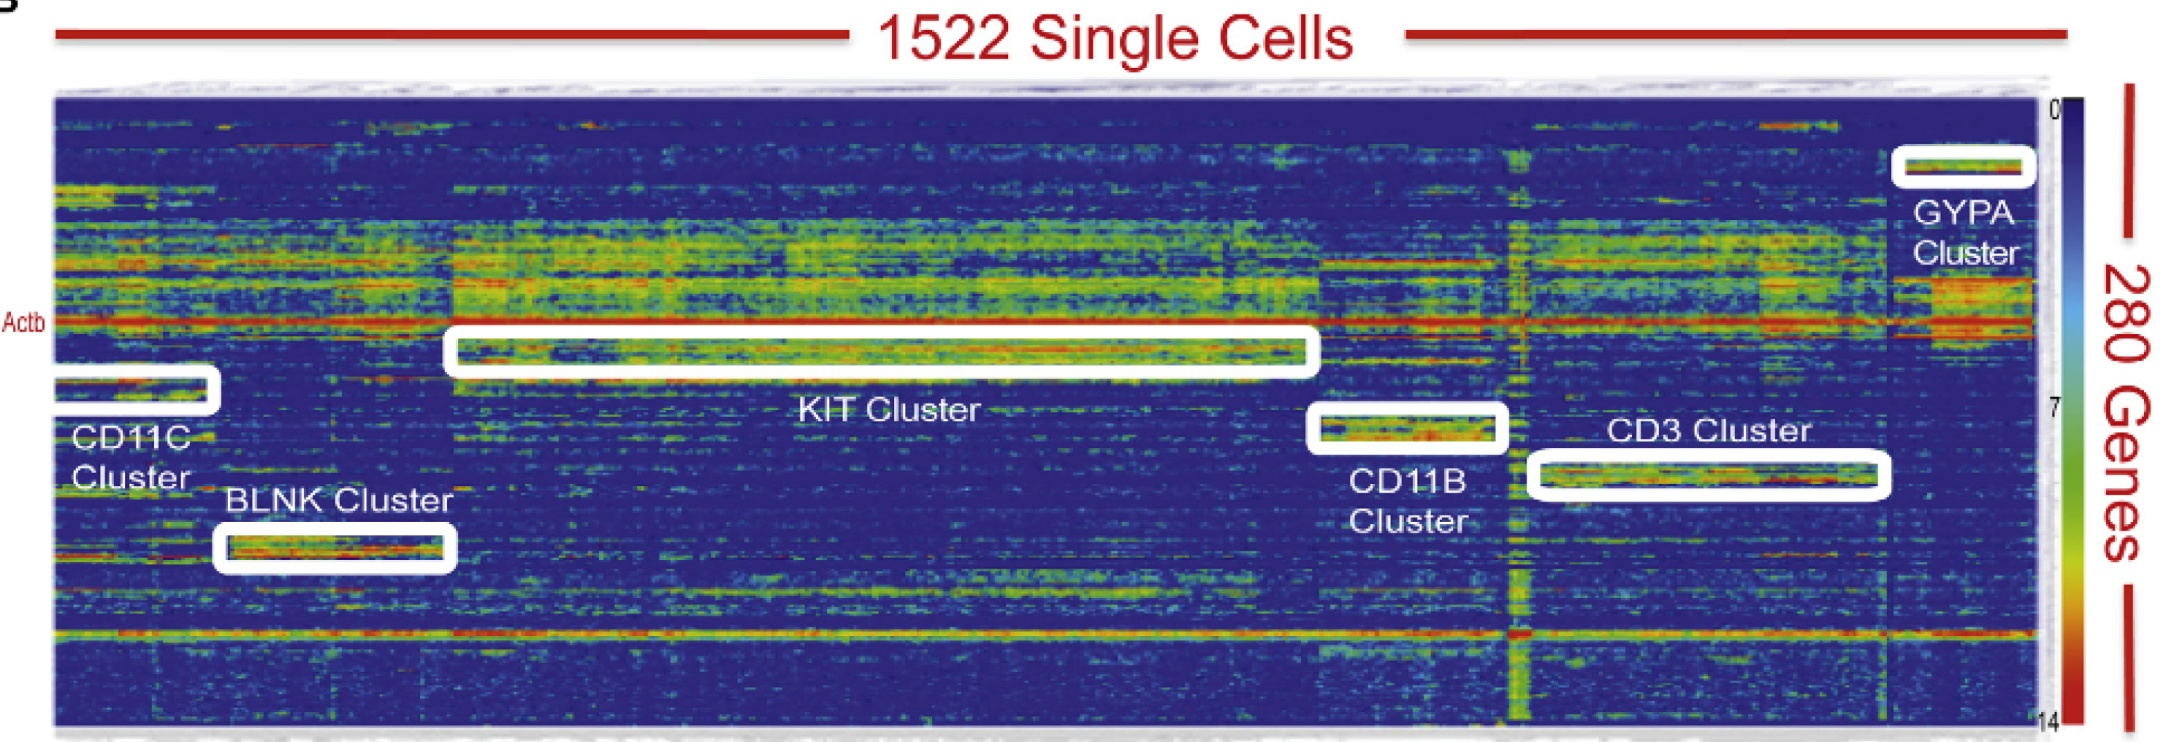 1522 Single Cells
0
GYPA
Cluster
Actb
280 Genes
7
KIT Cluster
CD11C
Cluster
CD3 Cluster
BLNK Cluster
CD11B
Cluster
14